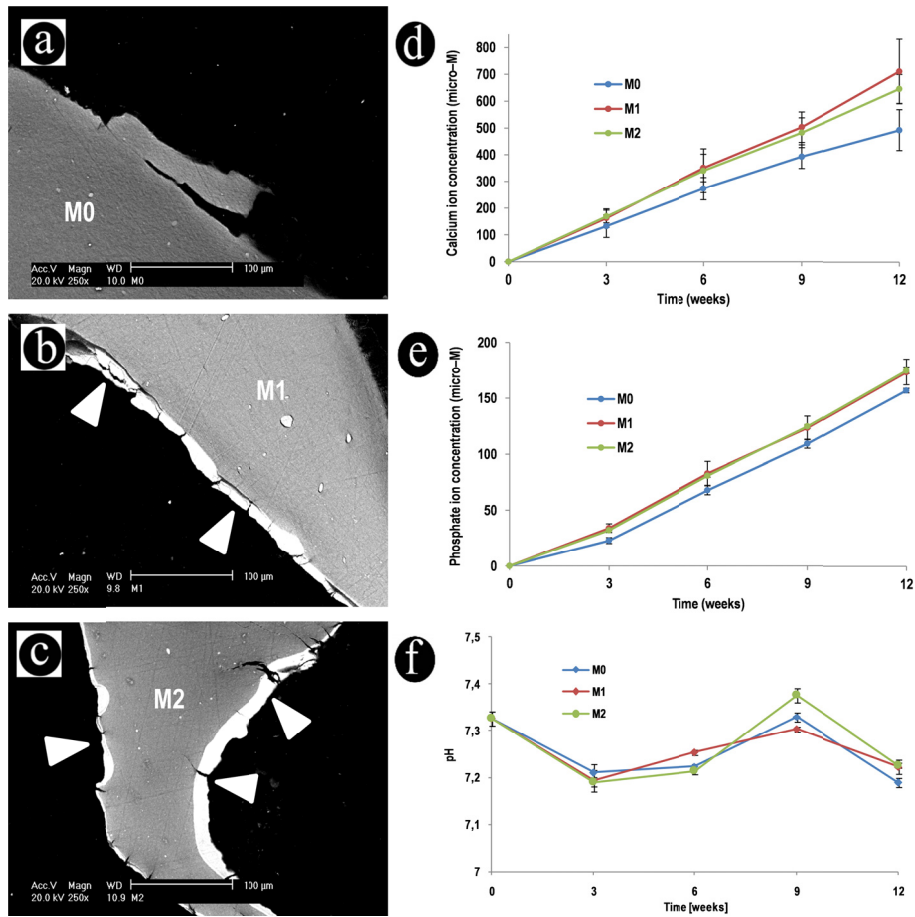 a
M0
Acc.V Magn WD 100 µm
20.0 kV 250x 10.0 M0
b
M1
Acc.V Magn WD 100 µm
20.0 kV 250x 9.8 M1
c
M2
Acc.V Magn WD 100 µm
20.0 kV 250x 10.9 M2
d
Calcium ion concentration (micro–M)
800
700
600
500
400
300
200
100
0
M0
M1
M2
0 3 6 9 12
Time (weeks)
e
Phosphate ion concentration (micro–M)
200
150
100
50
0
M0
M1
M2
0 3 6 9 12
Time (weeks)
f
pH
7,5
7,4
7,3
7,2
7,1
7
M0
M1
M2
0 3 6 9 12
Time [weeks]